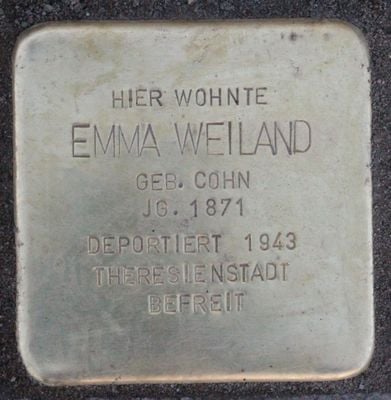 HIER WOHNTE
EMMA WEILAND
GEB. COHN
JG. 1871
DEPORTIERT 1943
THERESIENSTADT
BEFREIT